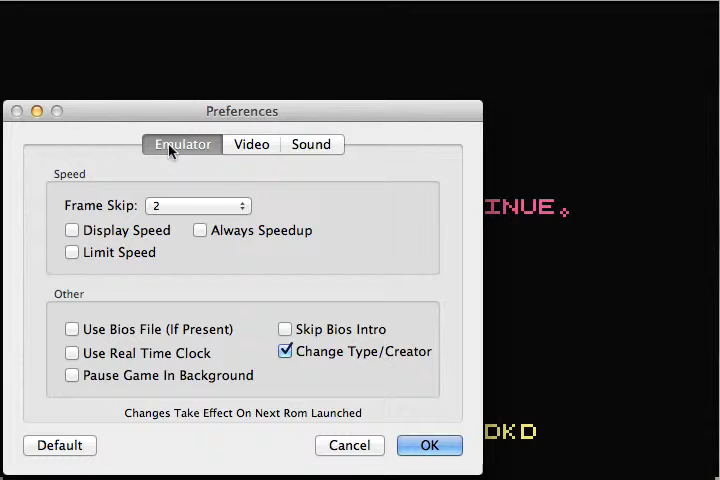 Preferences
Emulator Video Sound
Speed
Frame Skip: 2
Display Speed Always Speedup
Limit Speed
INUE.
Other
Use Bios File (If Present) Skip Bios Intro
Use Real Time Clock Change Type/Creator
Pause Game In Background
Changes Take Effect On Next Rom Launched
DKD
Default Cancel OK